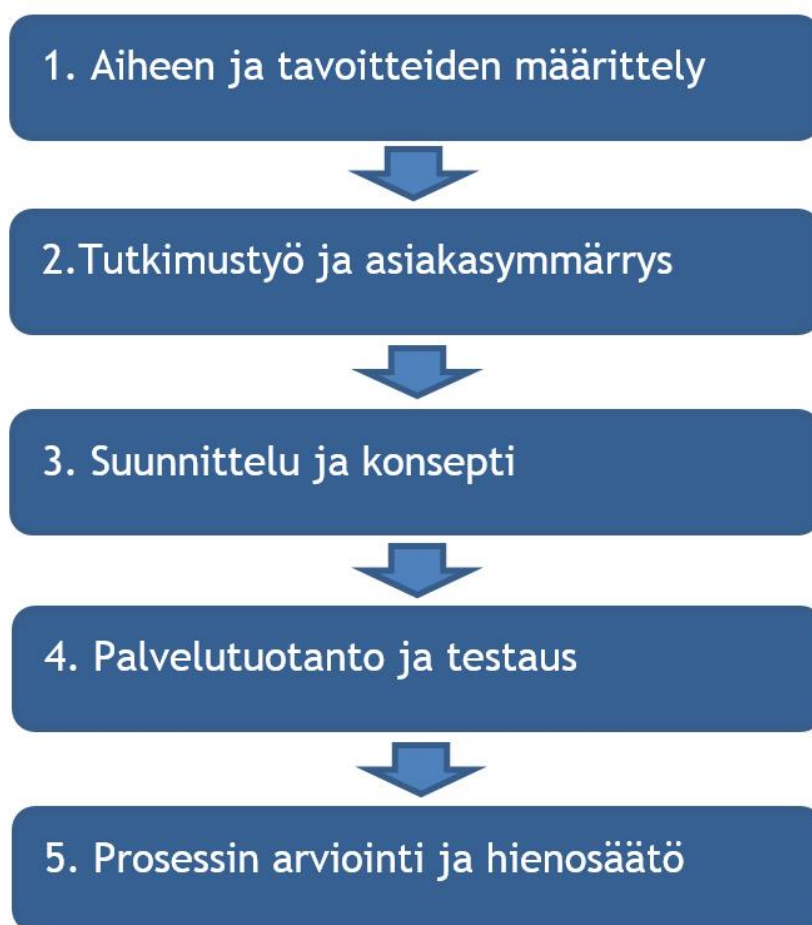 1. Aiheen ja tavoitteiden määrittely
2.Tutkimustyö ja asiakasymmärrys
3. Suunnittelu ja konsepti
4. Palvelutuotanto ja testaus
5. Prosessin arviointi ja hienosäätö